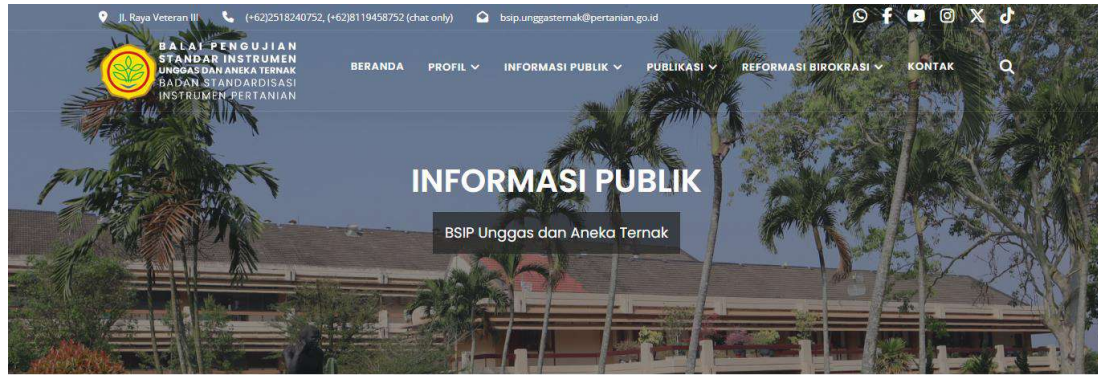 Jl. Raya Veteran III (+62)2518240752, (+62)8119458752 (chat only) bsip.unggasternak@pertanian.go.id
BALAI PENGUJIAN
STANDAR INSTRUMEN
UNGGAS DAN ANEKA TERNAK
BADAN STANDARDISASI
INSTRUMEN PERTANIAN
BERANDA PROFIL INFORMASI PUBLIK PUBLIKASI REFORMASI BIROKRASI KONTAK
INFORMASI PUBLIK
BSIP Unggas dan Aneka Ternak